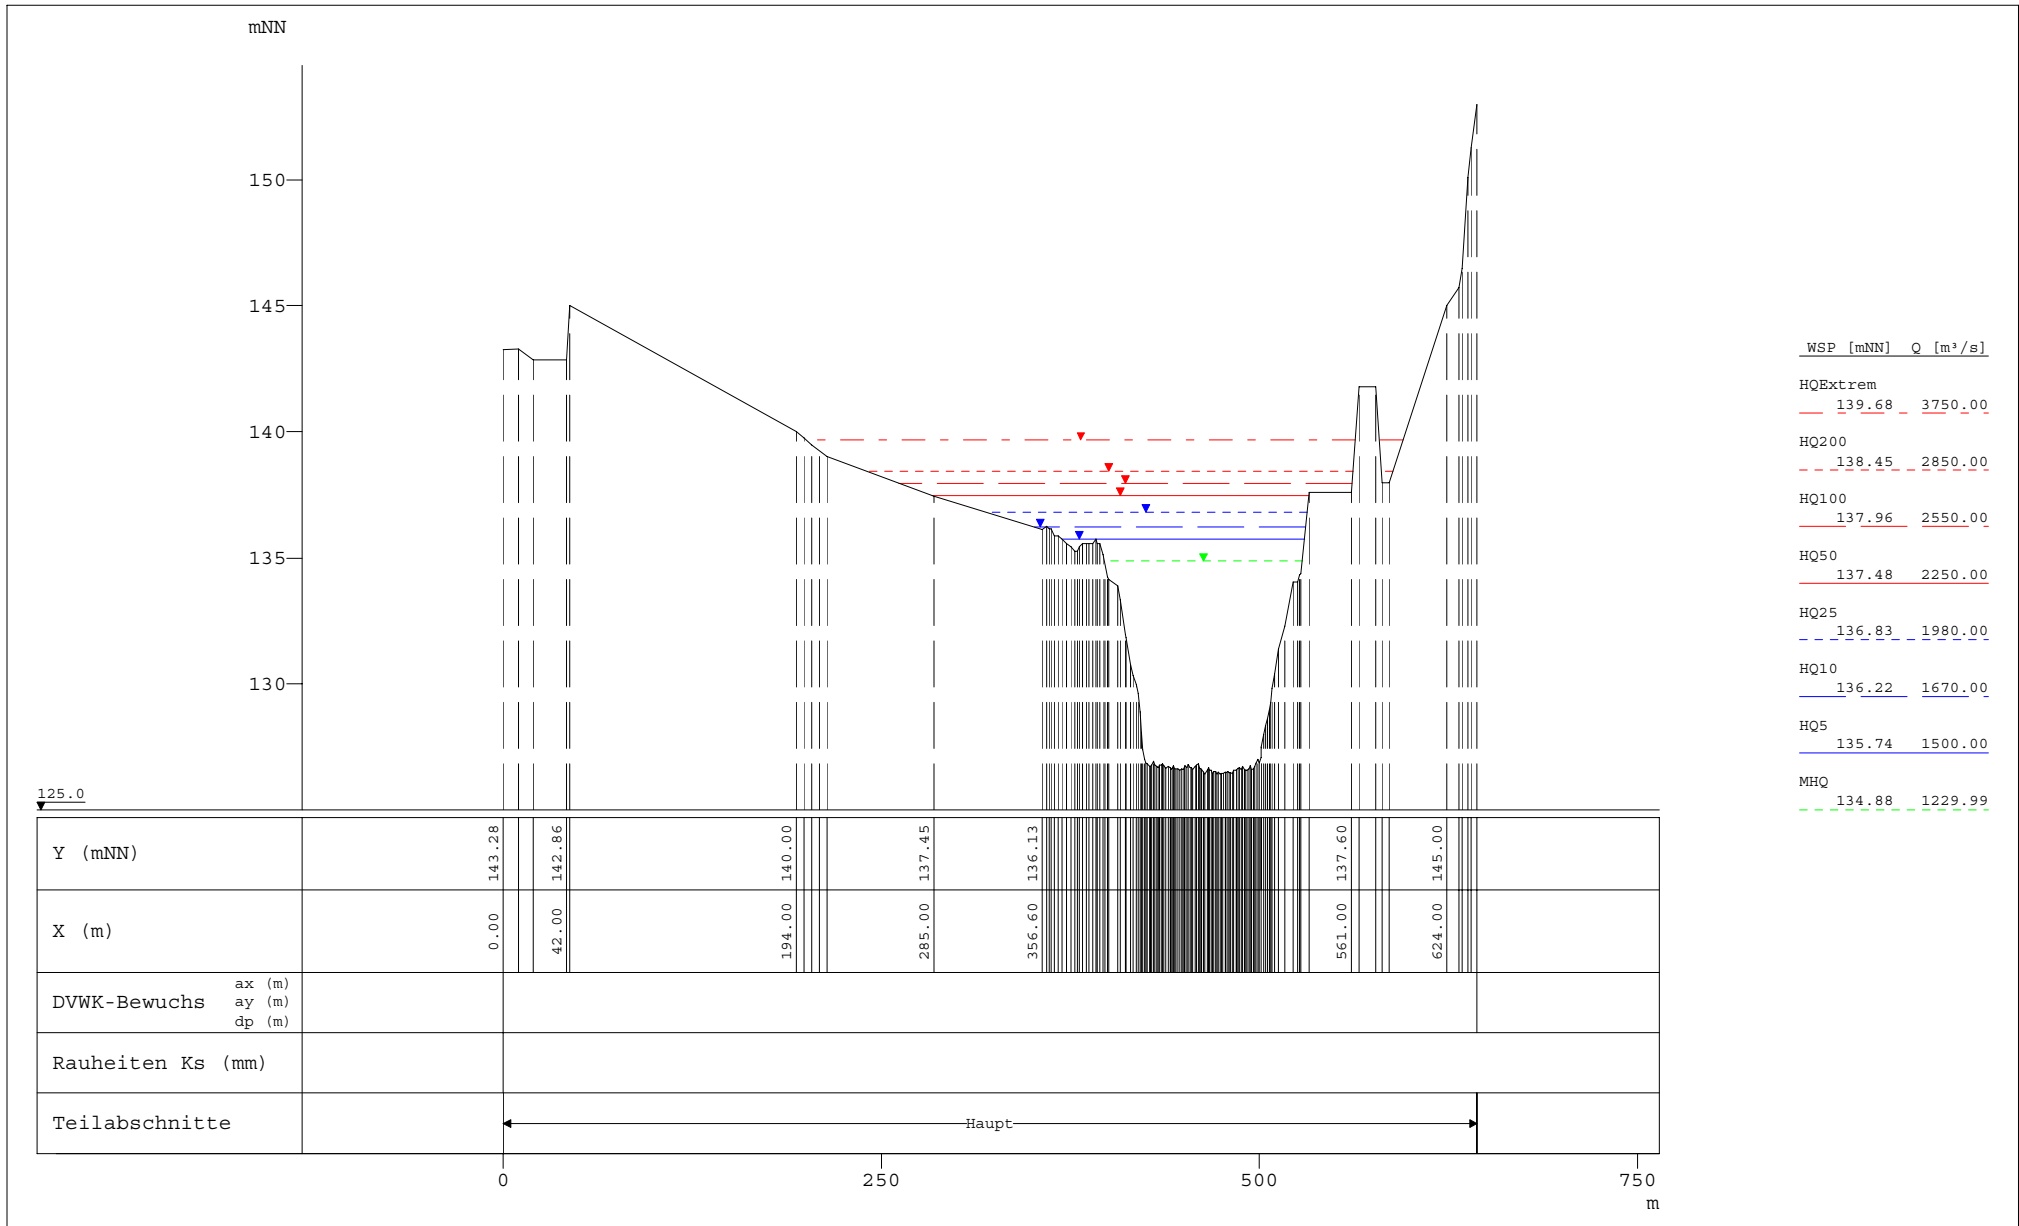 mNN
150
145
140
135
130
125.0
WSP [mNN] Q [m³/s]
HQExtrem
139.68 3750.00
HQ200
138.45 2850.00
HQ100
137.96 2550.00
HQ50
137.48 2250.00
HQ25
136.83 1980.00
HQ10
136.22 1670.00
HQ5
135.74 1500.00
MHQ
134.88 1229.99
Y (mNN)
143.28
142.86
140.00
137.45
136.13
137.60
145.00
X (m)
0.00
42.00
194.00
285.00
356.60
561.00
624.00
DVWK-Bewuchs
ax (m)
ay (m)
dp (m)
Rauheiten Ks (mm)
Teilabschnitte
Haupt
0
250
500
750
m